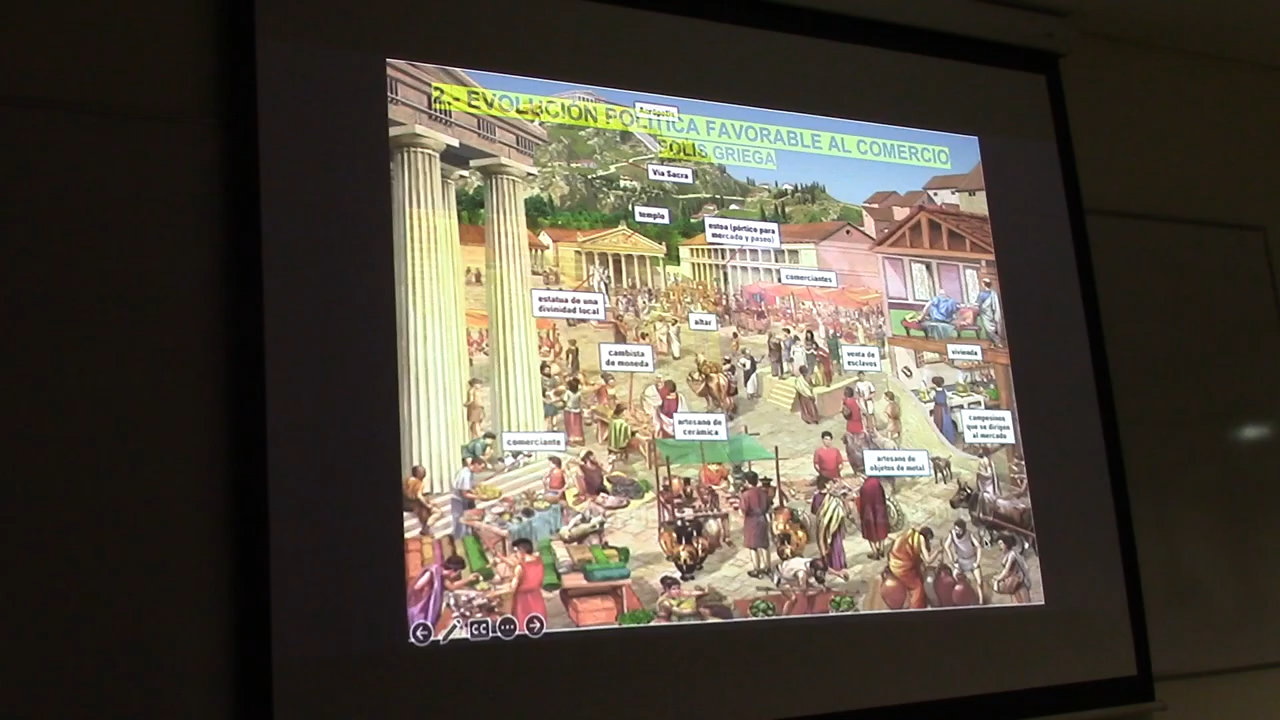 2.- EVOLUCIÓN POLÍTICA FAVORABLE AL COMERCIO
POLIS GRIEGA
Acrópolis
Vía Sacra
templo
estoa (pórtico para
mercado y paseo)
comerciantes
estatua de una
divinidad local
altar
cambista
de moneda
venta de
esclavos
vivienda
artesano de
cerámica
campesinos
que se dirigen
al mercado
comerciante
artesano de
objetos de metal
CC